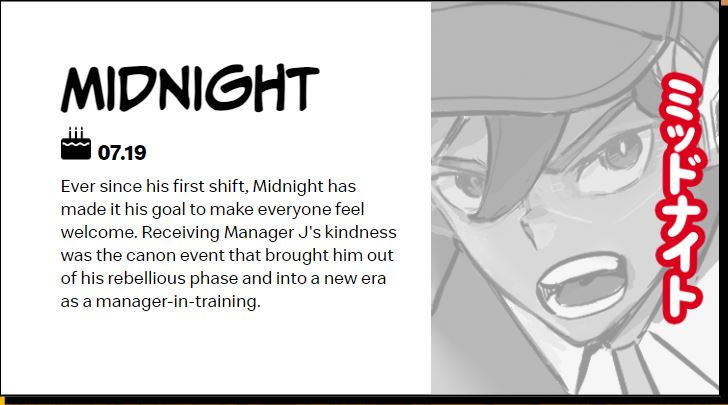 MIDNIGHT
07.19
Ever since his first shift, Midnight has
made it his goal to make everyone feel
welcome. Receiving Manager J's kindness
was the canon event that brought him out
of his rebellious phase and into a new era
as a manager-in-training.
ミッドナイト